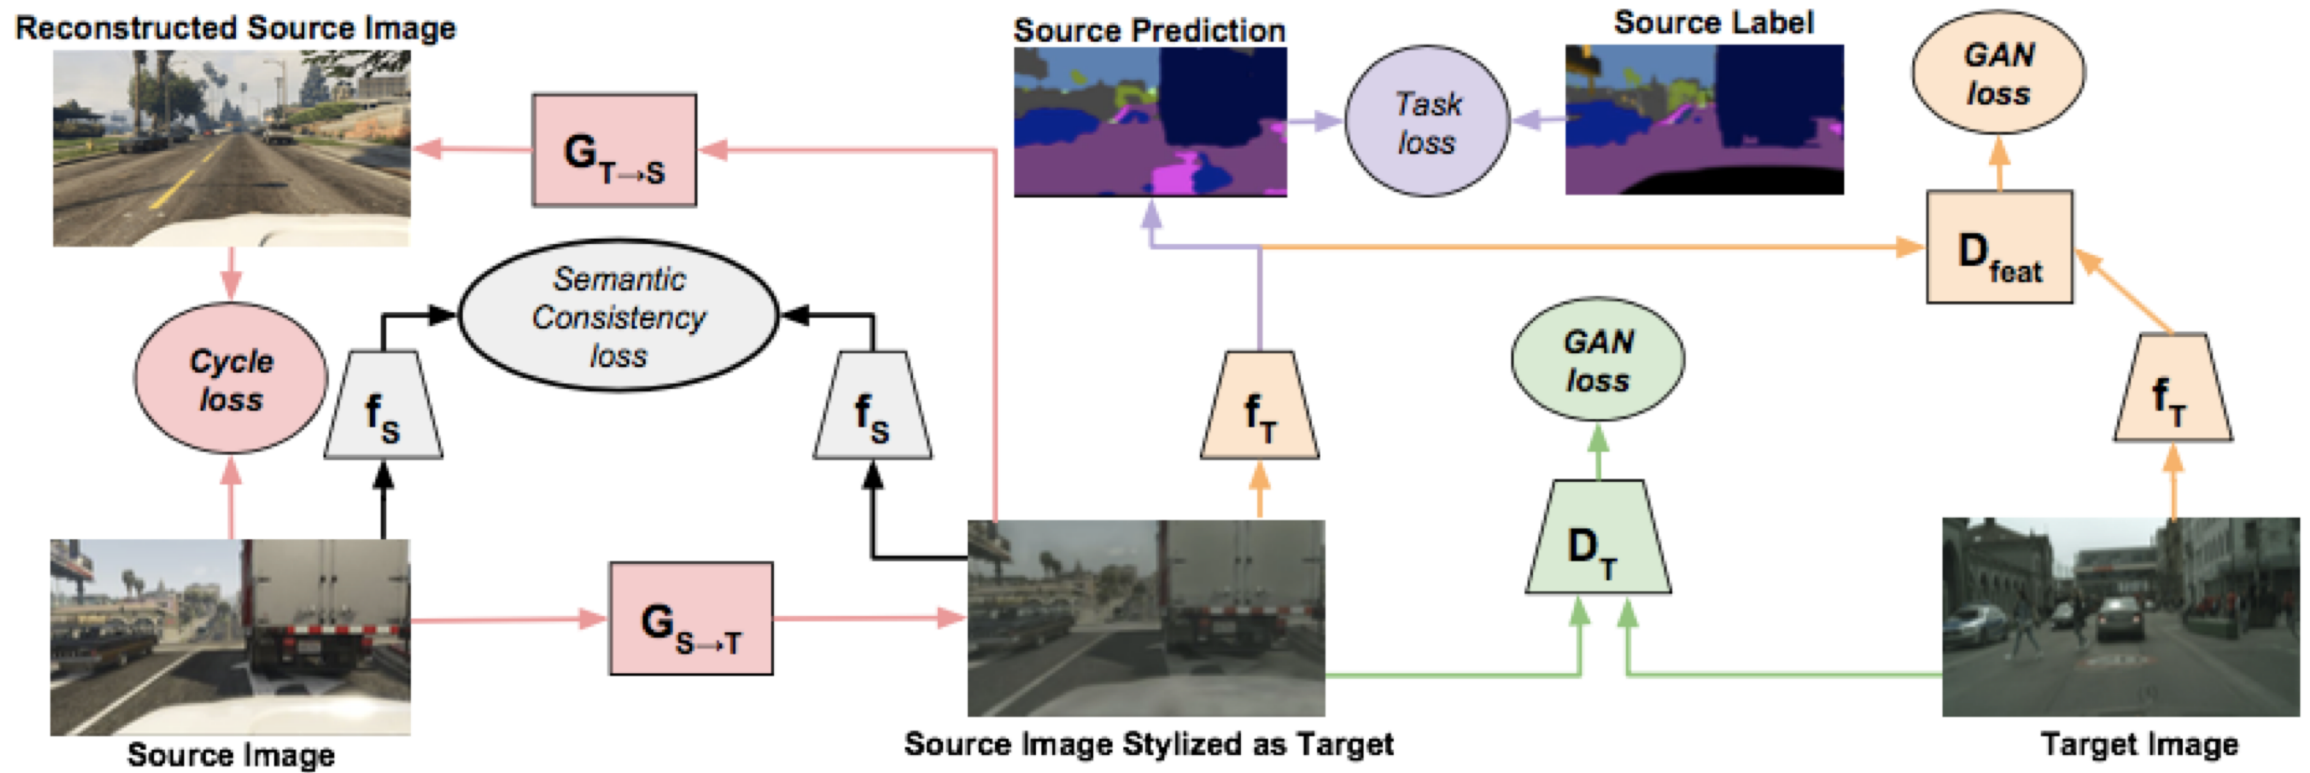 Reconstructed Source Image
Source Prediction
Source Label
GAN
loss
G T→S
Task
loss
D feat
Semantic
Consistency
loss
Cycle
loss
f S
f S
f T
GAN
loss
f T
D T
G S→T
Source Image
Source Image Stylized as Target
Target Image